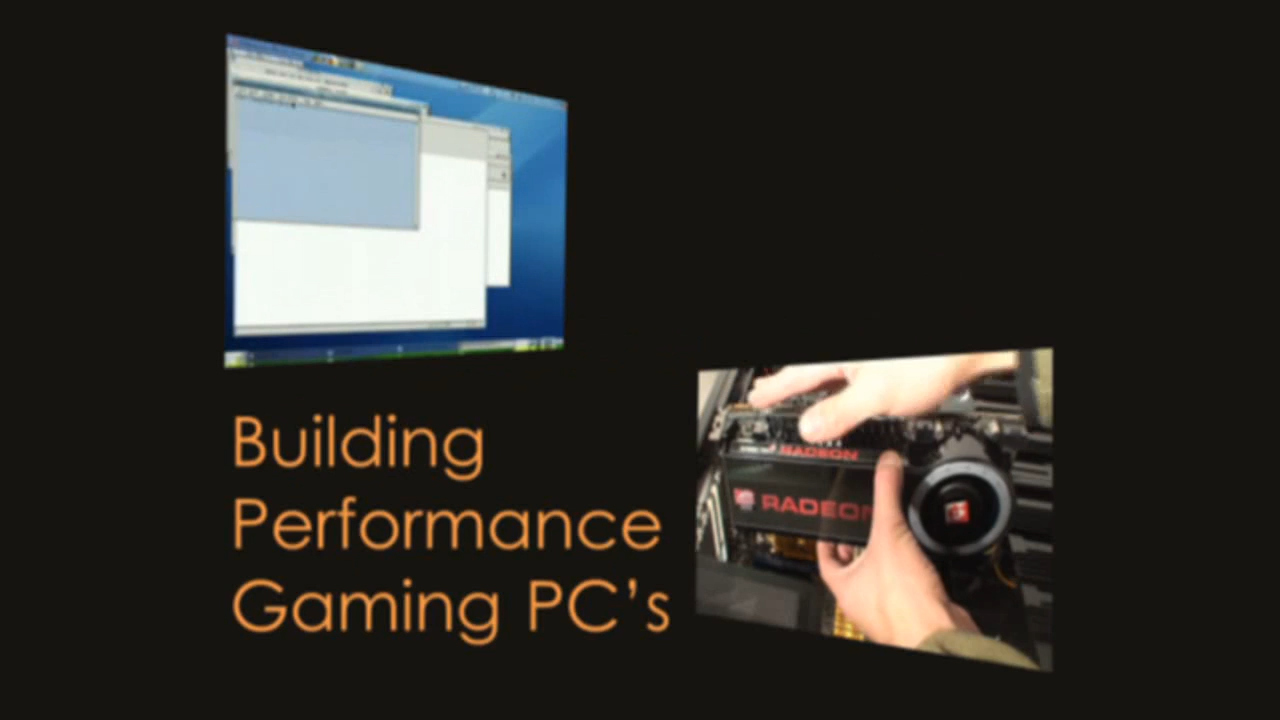 Building
Performance
Gaming PC's
RADEON
RADEON